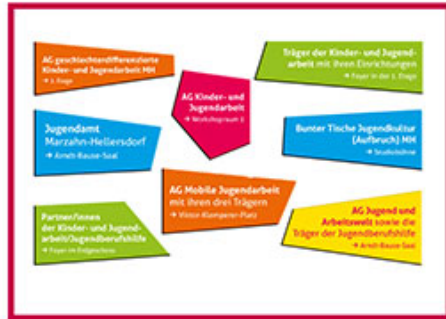 AG geschlechterdifferenzierte
Kinder- und Jugendarbeit MH
→ 2. Etage
Träger der Kinder- und Jugend-
arbeit mit ihren Einrichtungen
→ Foyer in der 2. Etage
AG Kinder- und
Jugendarbeit
→ Workshopraum 2
Jugendamt
Marzahn-Hellersdorf
→ Arndt-Bause-Saal
Bunter Tische Jugendkultur
(Aufbruch) MH
→ Studiobühne
AG Mobile Jugendarbeit
mit ihren drei Trägern
→ Victor-Klemperer-Platz
Partner/innen
der Kinder- und Jugend-
arbeit/Jugendberufshilfe
→ Foyer im Erdgeschoss
AG Jugend und
Arbeitswelt sowie die
Träger der Jugendberufshilfe
→ Arndt-Bause-Saal